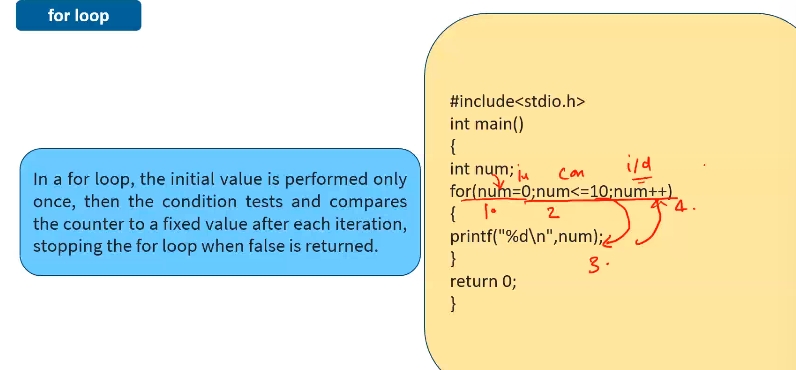 for loop
In a for loop, the initial value is performed only
once, then the condition tests and compares
the counter to a fixed value after each iteration,
stopping the for loop when false is returned.
#include<stdio.h>
int main()
{
int num;
con i/d
for(num=0;num<=10;num++)
1. 2 4.
{
printf("%d\n",num);
3.
}
return 0;
}